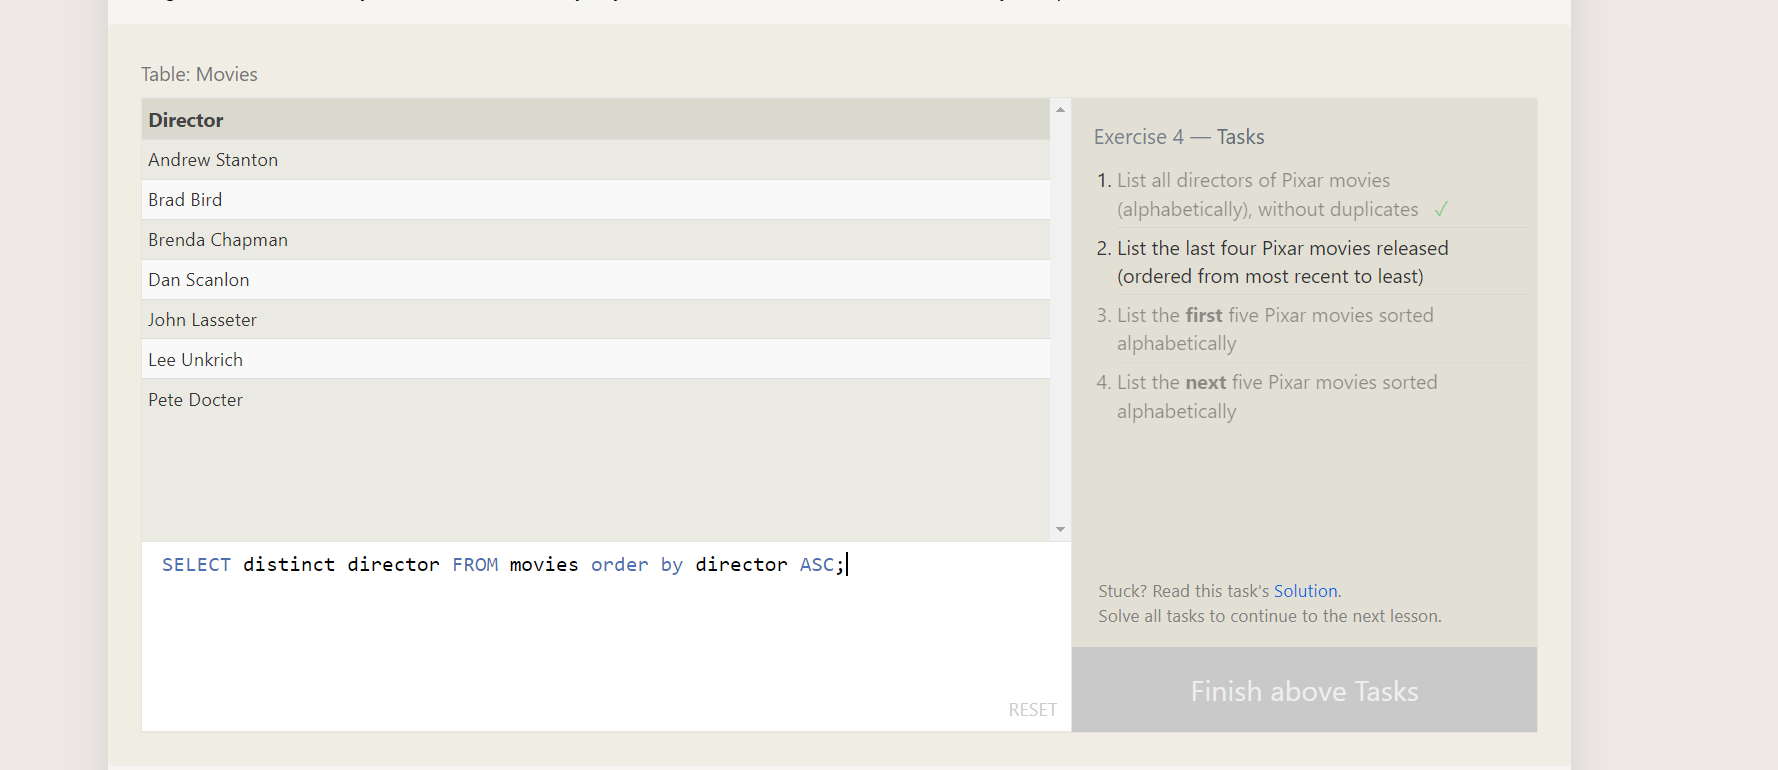 Table: Movies
Director
Andrew Stanton
Brad Bird
Brenda Chapman
Dan Scanlon
John Lasseter
Lee Unkrich
Pete Docter
SELECT distinct director FROM movies order by director ASC;
RESET
Exercise 4 — Tasks
1. List all directors of Pixar movies
(alphabetically), without duplicates ✓
2. List the last four Pixar movies released
(ordered from most recent to least)
3. List the first five Pixar movies sorted
alphabetically
4. List the next five Pixar movies sorted
alphabetically
Stuck? Read this task's Solution.
Solve all tasks to continue to the next lesson.
Finish above Tasks